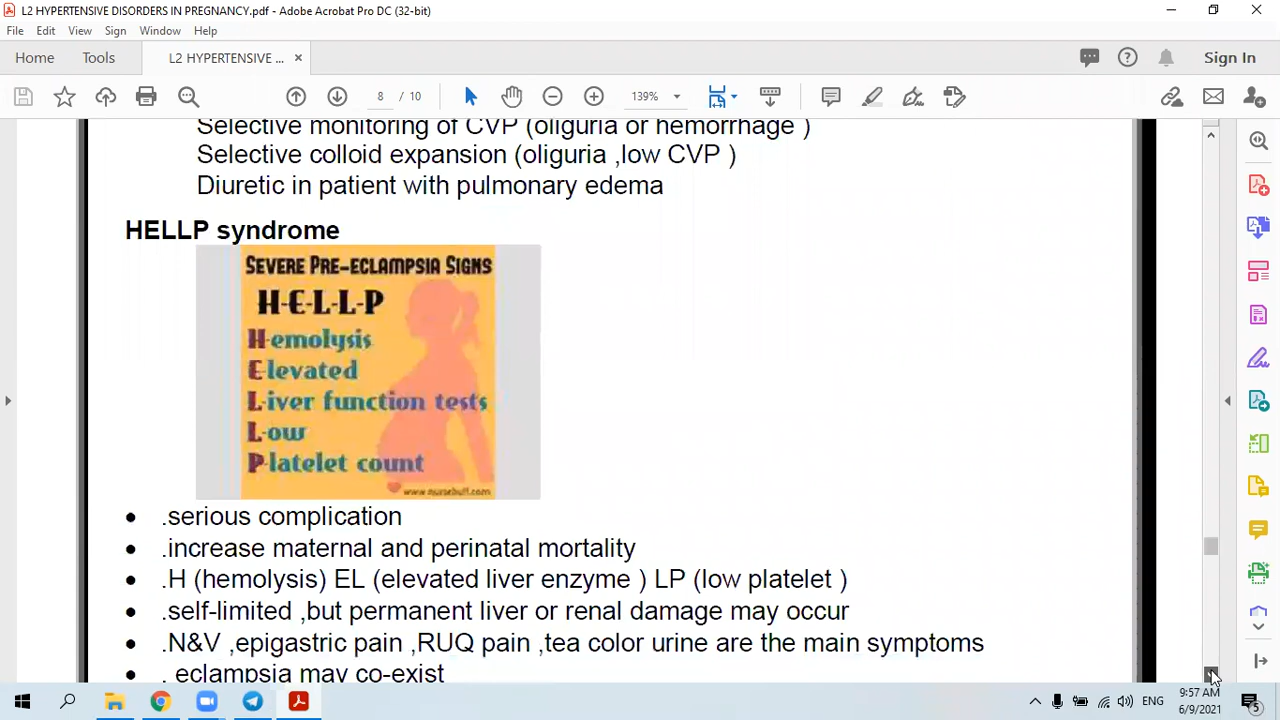 L2 HYPERTENSIVE DISORDERS IN PREGNANCY.pdf - Adobe Acrobat Pro DC (32-bit)
File Edit View Sign Window Help
Home Tools L2 HYPERTENSIVE ... × Sign In
8 / 10 139%
Selective monitoring of CVP (oliguria or hemorrhage )
Selective colloid expansion (oliguria ,low CVP )
Diuretic in patient with pulmonary edema
HELLP syndrome
SEVERE PRE-ECLAMPSIA SIGNS
H-E-L-L-P
Hemolysis
Elevated
Liver function tests
Low
Platelet count
www.nursebuff.com
• .serious complication
• .increase maternal and perinatal mortality
• .H (hemolysis) EL (elevated liver enzyme ) LP (low platelet )
• .self-limited ,but permanent liver or renal damage may occur
• .N&V ,epigastric pain ,RUQ pain ,tea color urine are the main symptoms
• . eclampsia may co-exist
ENG 9:57 AM
6/9/2021 5